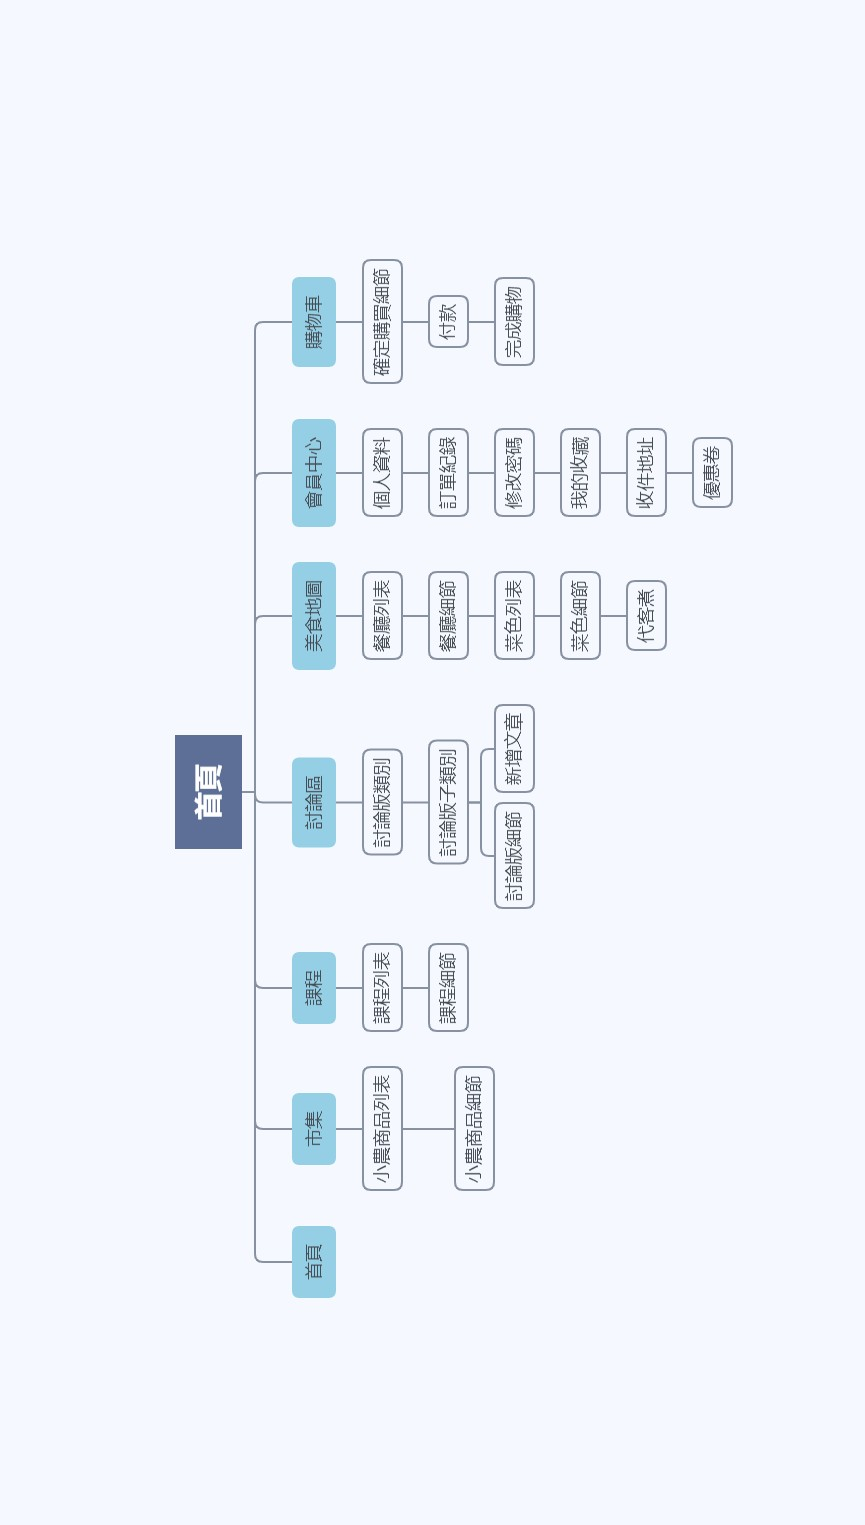 首頁
首頁
市集
小農商品列表
小農商品細節
課程
課程列表
課程細節
討論區
討論版類別
討論版子類別
討論版細節
新增文章
美食地圖
餐廳列表
餐廳細節
菜色列表
菜色細節
代客煮
會員中心
個人資料
訂單紀錄
修改密碼
我的收藏
收件地址
優惠卷
購物車
確定購買細節
付款
完成購物